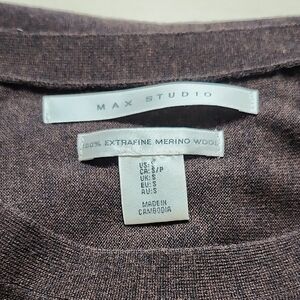 MAX STUDIO
100% EXTRAFINE MERINO WOOL
US: S
CA: S/P
UK: S
EU: S
AU: S
MADE IN
CAMBODIA